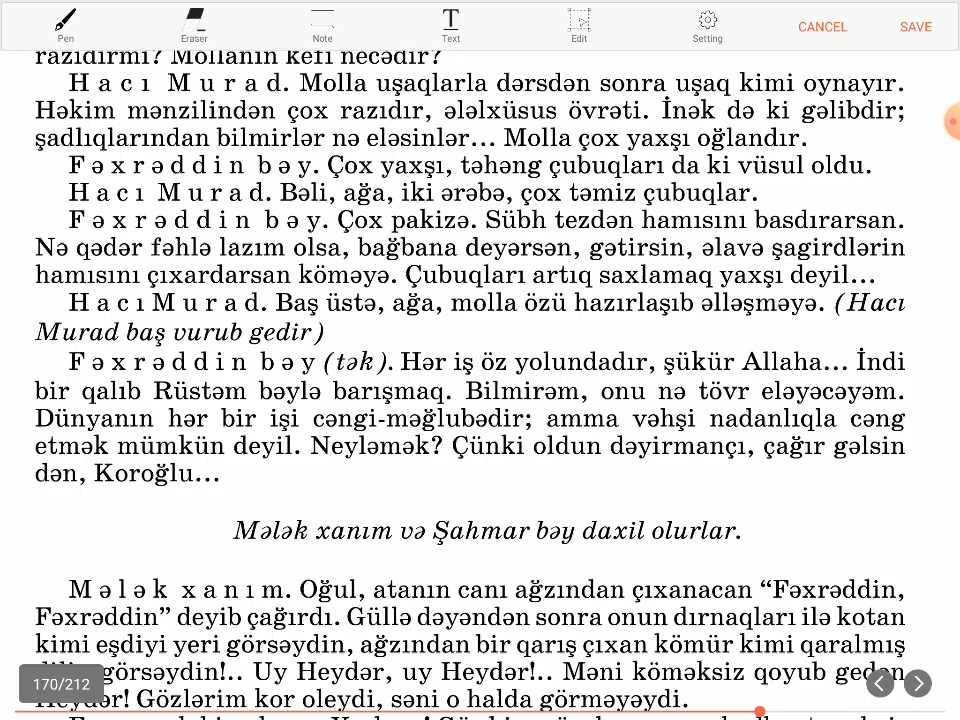 Pen Eraser Note Text Edit Setting CANCEL SAVE
razıdırmı? Mollanın kefi necədir?
H a c ı M u r a d. Molla uşaqlarla dərsdən sonra uşaq kimi oynayır.
Həkim mənzilindən çox razıdır, ələlxüsus övrəti. İnək də ki gəlibdir;
şadlıqlarından bilmirlər nə eləsinlər... Molla çox yaxşı oğlandır.
F ə x r ə d d i n b ə y. Çox yaxşı, təhəng çubuqları da ki vüsul oldu.
H a c ı M u r a d. Bəli, ağa, iki ərəbə, çox təmiz çubuqlar.
F ə x r ə d d i n b ə y. Çox pakizə. Sübh tezdən hamısını basdırarsan.
Nə qədər fəhlə lazım olsa, bağbana deyərsən, gətirsin, əlavə şagirdlərin
hamısını çıxardarsan köməyə. Çubuqları artıq saxlamaq yaxşı deyil...
H a c ı M u r a d. Baş üstə, ağa, molla özü hazırlaşıb əlləşməyə. (Hacı
Murad baş vurub gedir)
F ə x r ə d d i n b ə y (tək). Hər iş öz yolundadır, şükür Allaha... İndi
bir qalıb Rüstəm bəylə barışmaq. Bilmirəm, onu nə tövr eləyəcəyəm.
Dünyanın hər bir işi cəngi-məğlubədir; amma vəhşi nadanlıqla cəng
etmək mümkün deyil. Neyləmək? Çünki oldun dəyirmançı, çağır gəlsin
dən, Koroğlu...
Mələk xanım və Şahmar bəy daxil olurlar.
M ə l ə k x a n ı m. Oğul, atanın canı ağzından çıxanacan “Fəxrəddin,
Fəxrəddin” deyib çağırdı. Güllə dəyəndən sonra onun dırnaqları ilə kotan
kimi eşdiyi yeri görsəydin, ağzından bir qarış çıxan kömür kimi qaralmış
görsəydin!.. Uy Heydər, uy Heydər!.. Məni köməksiz qoyub gedən
Heydər! Gözlərim kor oleydi, səni o halda görməyəydi.
170/212